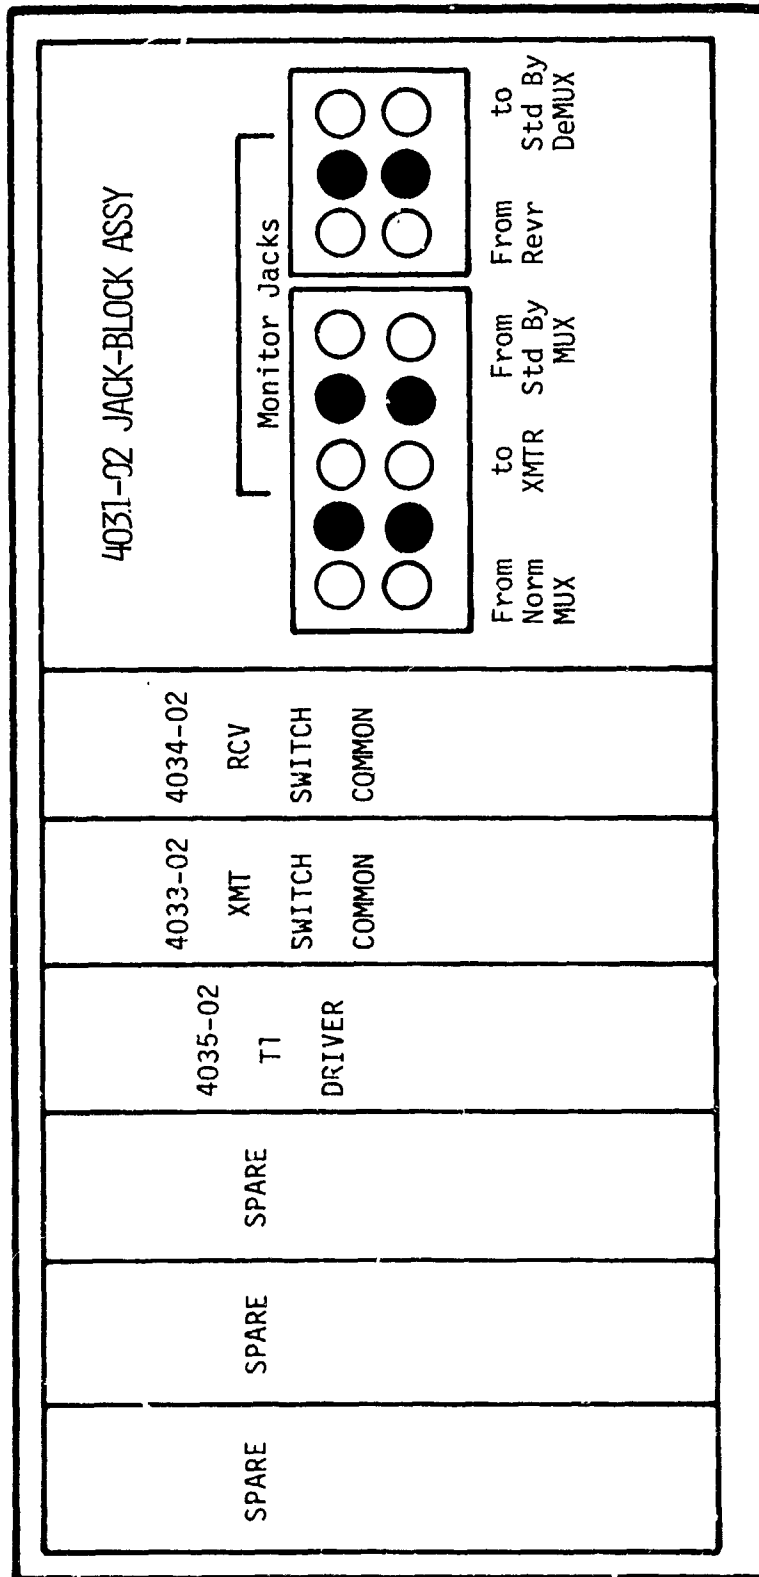 SPARE
SPARE
SPARE
4035-02
T1
DRIVER
4033-02
XMT
SWITCH
COMMON
4034-02
RCV
SWITCH
COMMON
4031-02 JACK-BLOCK ASSY
Monitor Jacks
From
Norm
MUX
to
XMTR
From
Std By
MUX
From
Revr
to
Std By
DeMUX